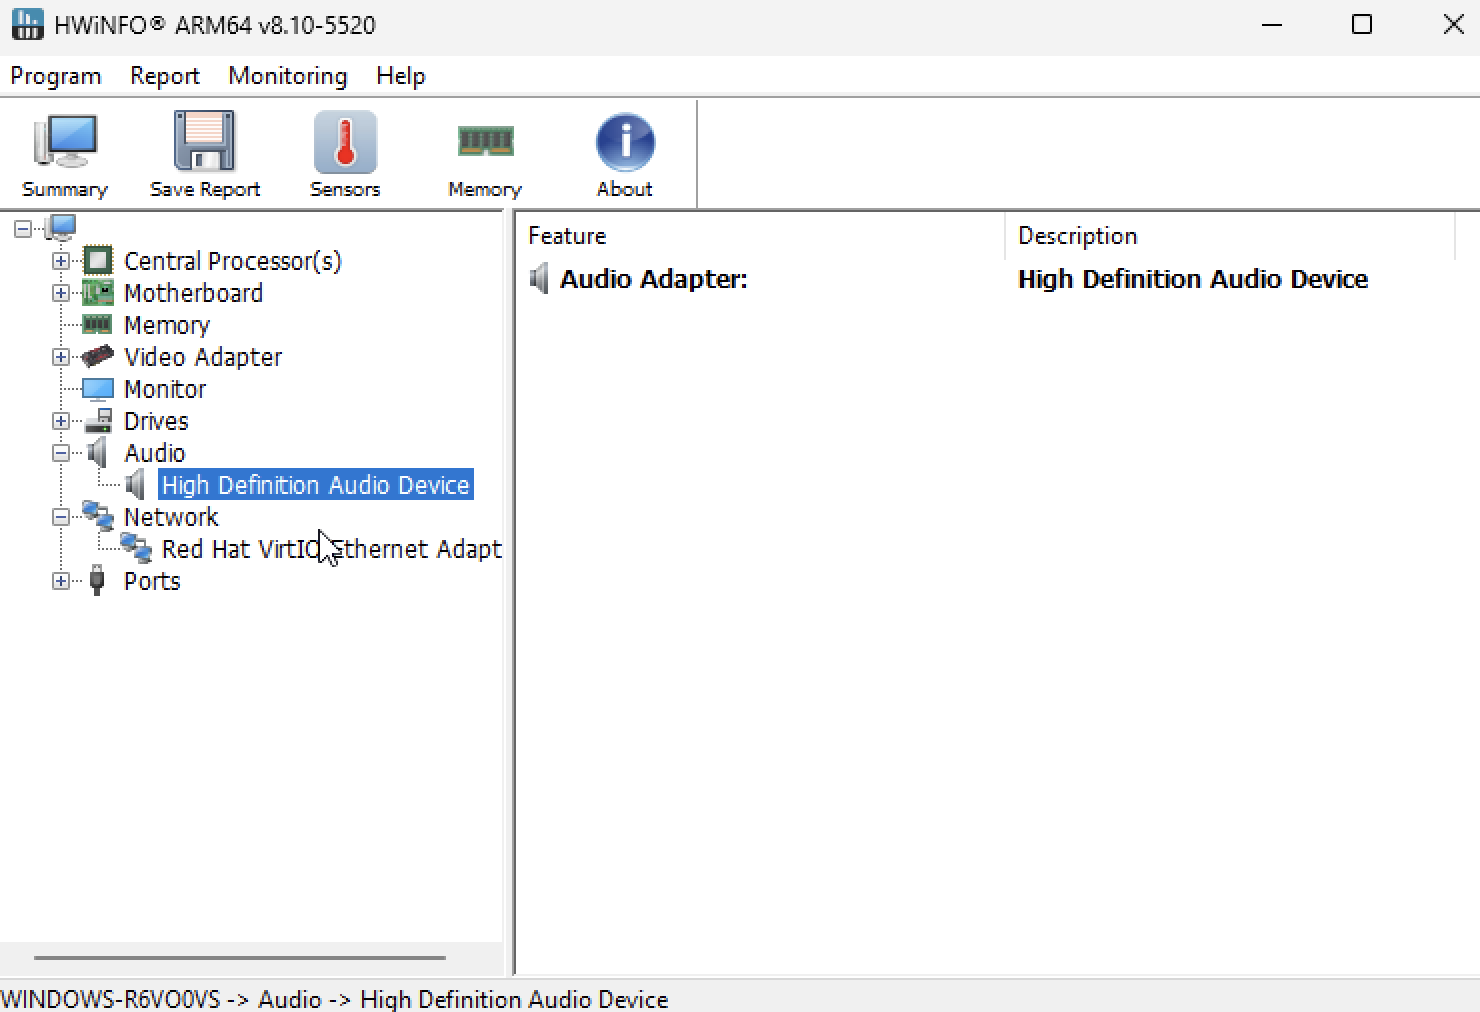 HWiNFO® ARM64 v8.10-5520
Program Report Monitoring Help
Summary Save Report Sensors Memory About
Feature Description
Audio Adapter: High Definition Audio Device
Central Processor(s)
Motherboard
Memory
Video Adapter
Monitor
Drives
Audio
High Definition Audio Device
Network
Red Hat VirtIO Ethernet Adapt
Ports
WINDOWS-R6VO0VS -> Audio -> High Definition Audio Device